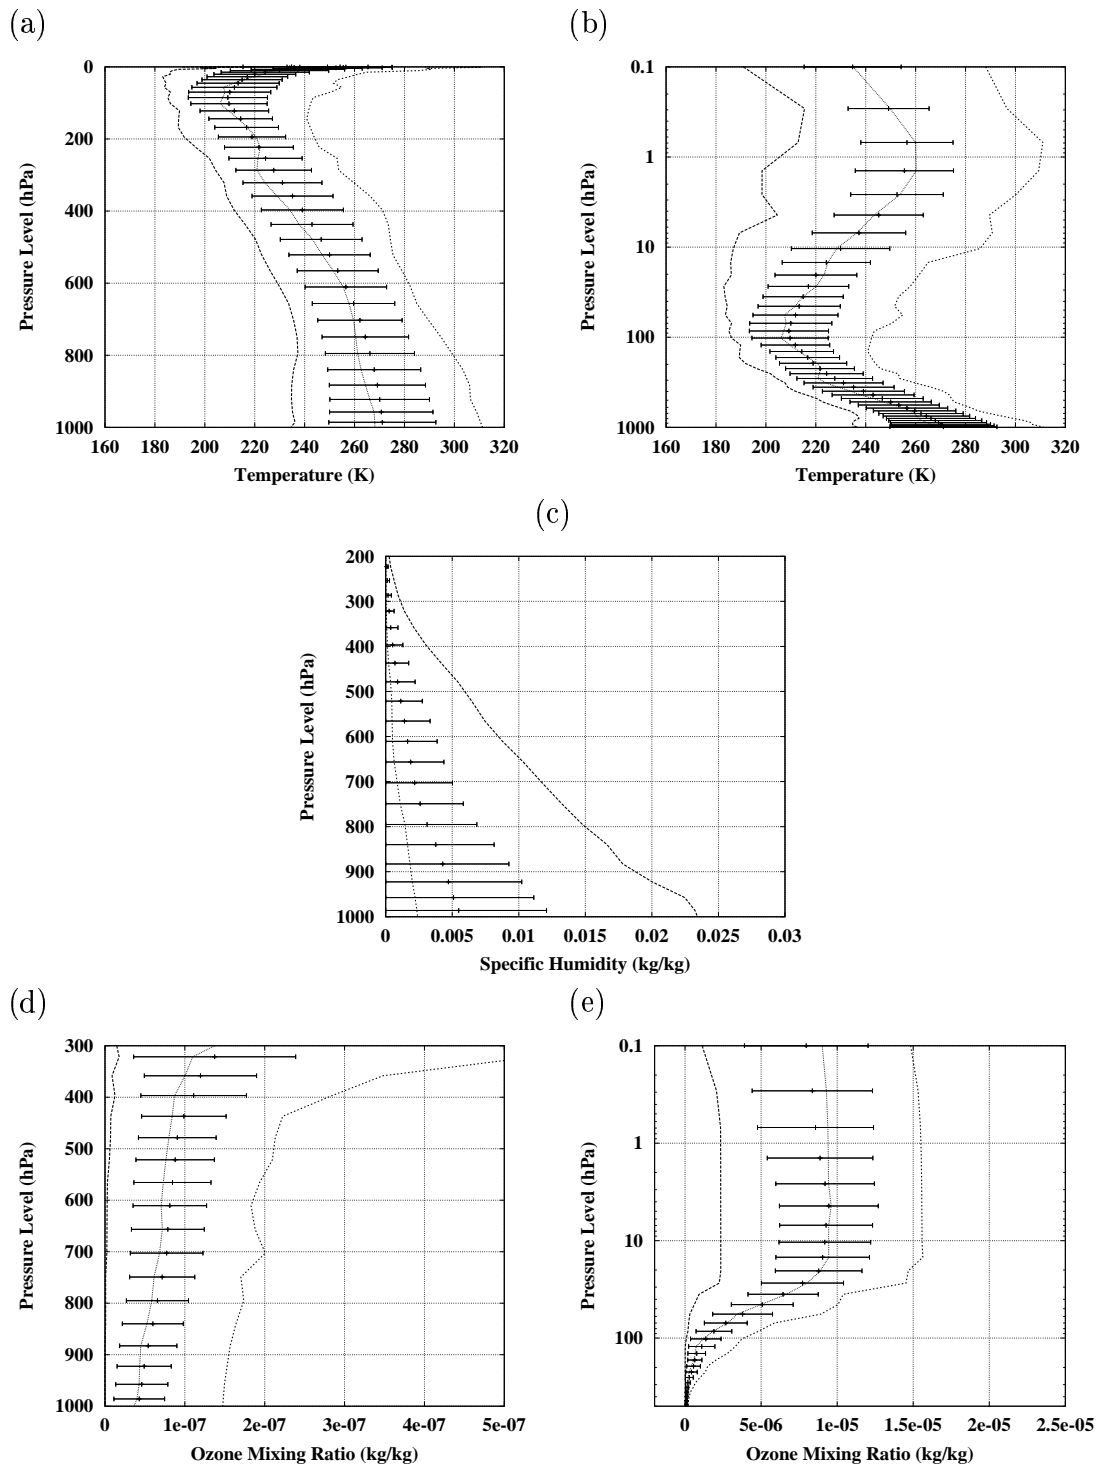 (a)
0
200
400
600
800
1000
160 180 200 220 240 260 280 300 320
Pressure Level (hPa)
Temperature (K)
(b)
0.1
1
10
100
1000
160 180 200 220 240 260 280 300 320
Pressure Level (hPa)
Temperature (K)
(c)
200
300
400
500
600
700
800
900
1000
0 0.005 0.01 0.015 0.02 0.025 0.03
Pressure Level (hPa)
Specific Humidity (kg/kg)
(d)
300
400
500
600
700
800
900
1000
0 1e-07 2e-07 3e-07 4e-07 5e-07
Pressure Level (hPa)
Ozone Mixing Ratio (kg/kg)
(e)
0.1
1
10
100
0 5e-06 1e-05 1.5e-05 2e-05 2.5e-05
Pressure Level (hPa)
Ozone Mixing Ratio (kg/kg)